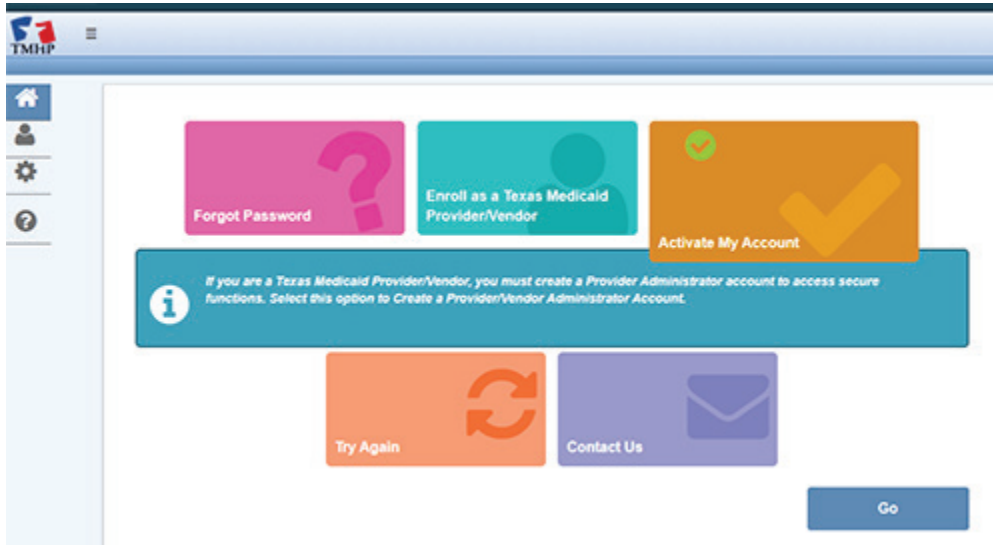 TMHP
Forgot Password
Enroll as a Texas Medicaid
Provider/Vendor
Activate My Account
If you are a Texas Medicaid Provider/Vendor, you must create a Provider Administrator account to access secure
functions. Select this option to Create a Provider/Vendor Administrator Account.
Try Again
Contact Us
Go